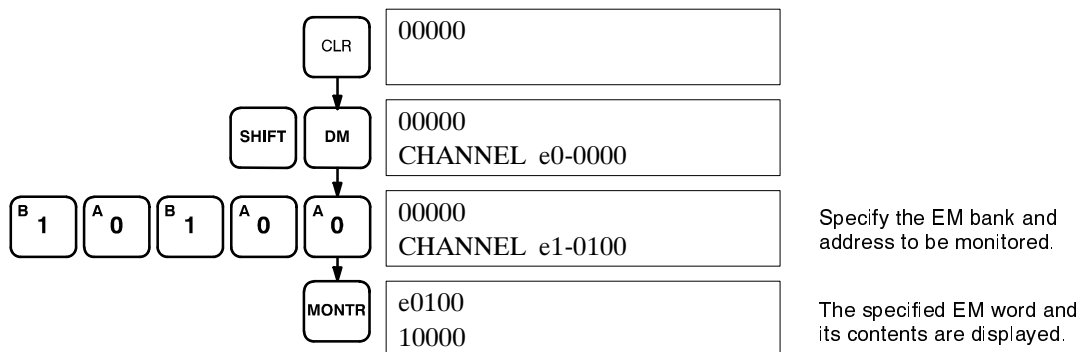 CLR
00000
SHIFT DM
00000
CHANNEL e0-0000
B 1 A 0 B 1 A 0 A 0
00000
CHANNEL e1-0100
Specify the EM bank and
address to be monitored.
MONTR
e0100
10000
The specified EM word and
its contents are displayed.